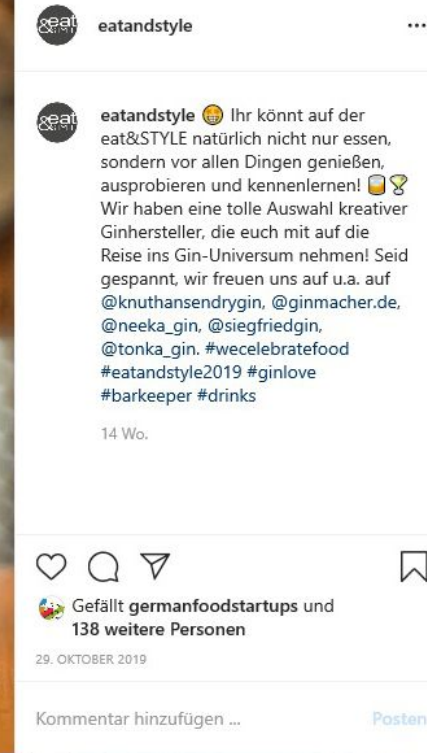 eatandstyle
eatandstyle 😁 Ihr könnt auf der
eat&STYLE natürlich nicht nur essen,
sondern vor allen Dingen genießen,
ausprobieren und kennenlernen! 🥃🍸
Wir haben eine tolle Auswahl kreativer
Ginhersteller, die euch mit auf die
Reise ins Gin-Universum nehmen! Seid
gespannt, wir freuen uns auf u.a. auf
@knuthansendrygin, @ginmacher.de,
@neeka_gin, @siegfriedgin,
@tonka_gin. #wecelebratefood
#eatandstyle2019 #ginlove
#barkeeper #drinks
14 Wo.
Gefällt germanfoodstartups und
138 weitere Personen
29. OKTOBER 2019
Kommentar hinzufügen ...
Posten